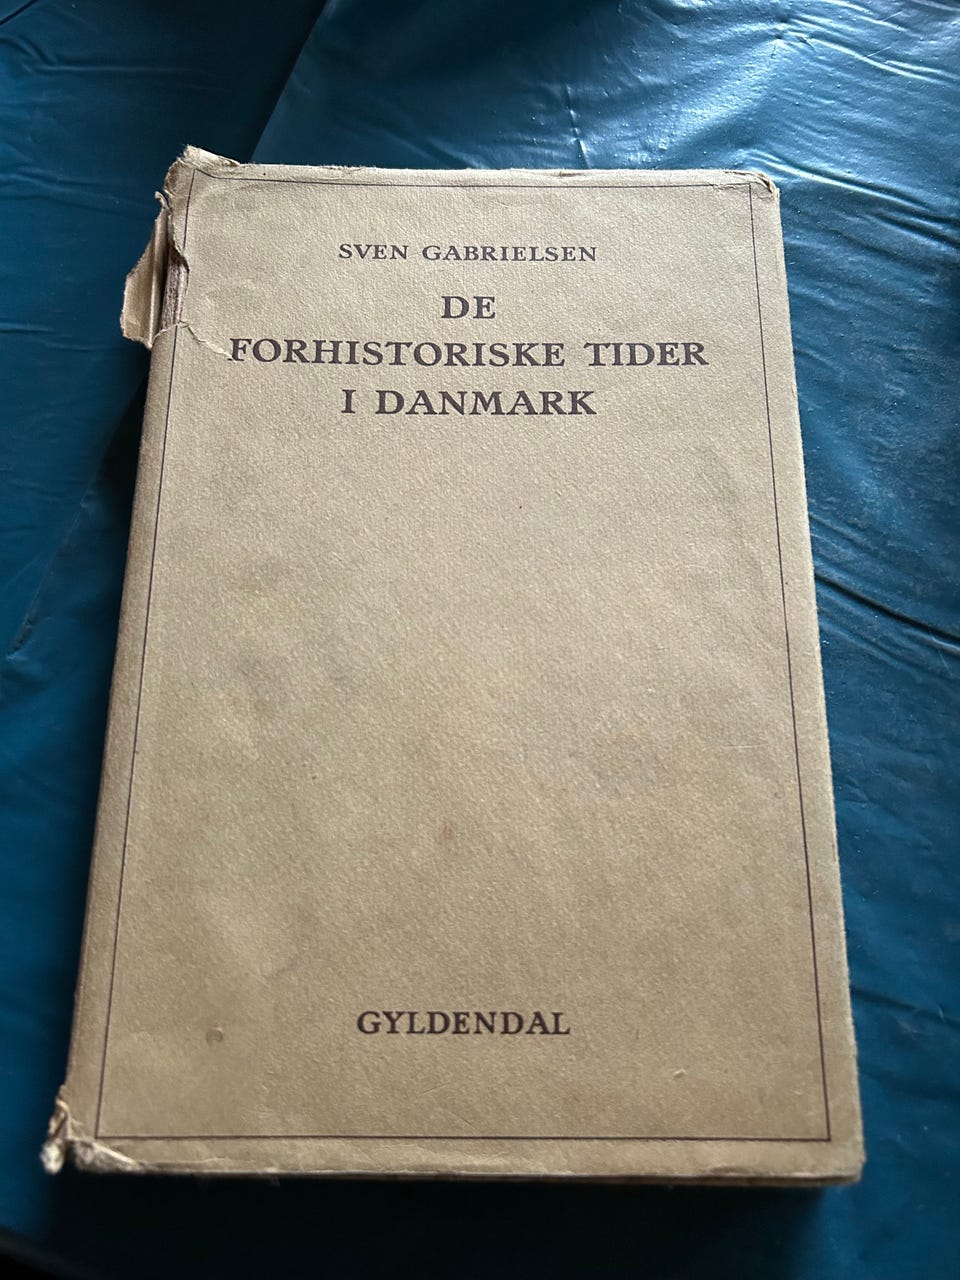 SVEN GABRIELSEN
DE
FORHISTORISKE TIDER
I DANMARK
GYLDENDAL